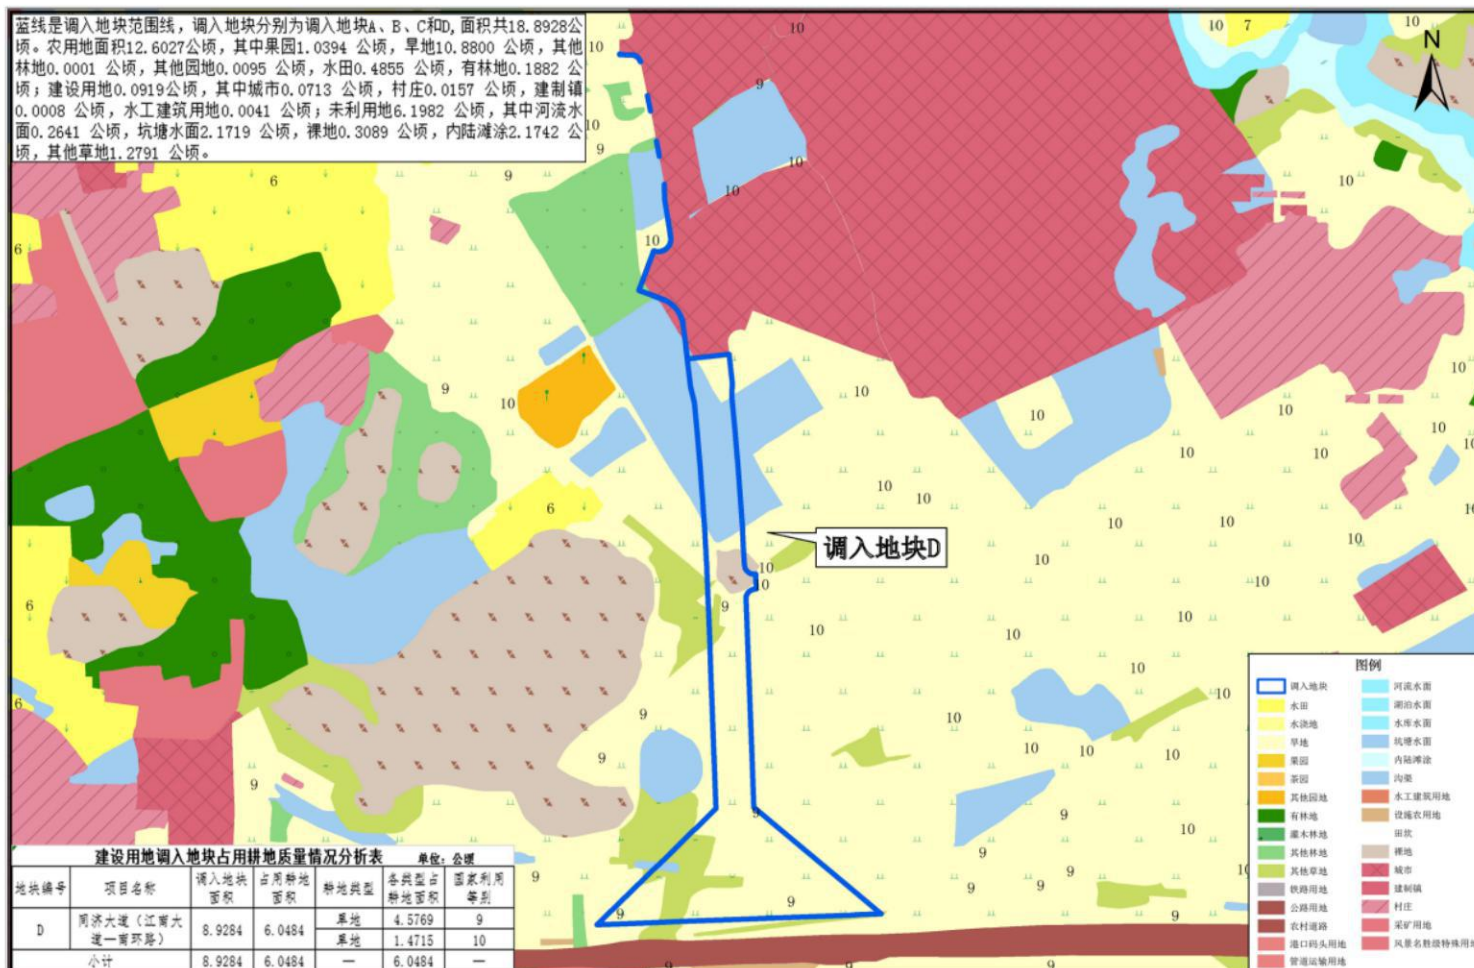 蓝线是调入地块范围线，调入地块分别为调入地块A、B、C和D,面积共18.8928公
顷。农用地面积12.6027公顷，其中果园1.0394 公顷，旱地10.8800 公顷，其他
林地0.0001 公顷，其他园地0.0095 公顷，水田0.4855 公顷，有林地0.1882 公
顷；建设用地0.0919公顷，其中城市0.0713 公顷，村庄0.0157 公顷，建制镇
0.0008 公顷，水工建筑用地0.0041 公顷；未利用地6.1982 公顷，其中河流水
面0.2641 公顷，坑塘水面2.1719 公顷，裸地0.3089 公顷，内陆滩涂2.1742 公
顷，其他草地1.2791 公顷。
N
调入地块D
建设用地调入地块占用耕地质量情况分析表 单位：公顷
地块编号 项目名称 调入地块面积 占用耕地面积 耕地类型 各类型占耕地面积 国家利用等别
D 同济大道（江南大道—南环路） 8.9284 6.0484 旱地 4.5769 9
旱地 1.4715 10
小计 8.9284 6.0484 — 6.0484 —
图例
调入地块 河流水面
水田 湖泊水面
水浇地 水库水面
旱地 坑塘水面
果园 内陆滩涂
茶园 沟渠
其他园地 水工建筑用地
有林地 设施农用地
灌木林地 田坎
其他林地 裸地
其他草地 城市
铁路用地 建制镇
公路用地 村庄
农村道路 采矿用地
港口码头用地 风景名胜级特殊用地
管道运输用地